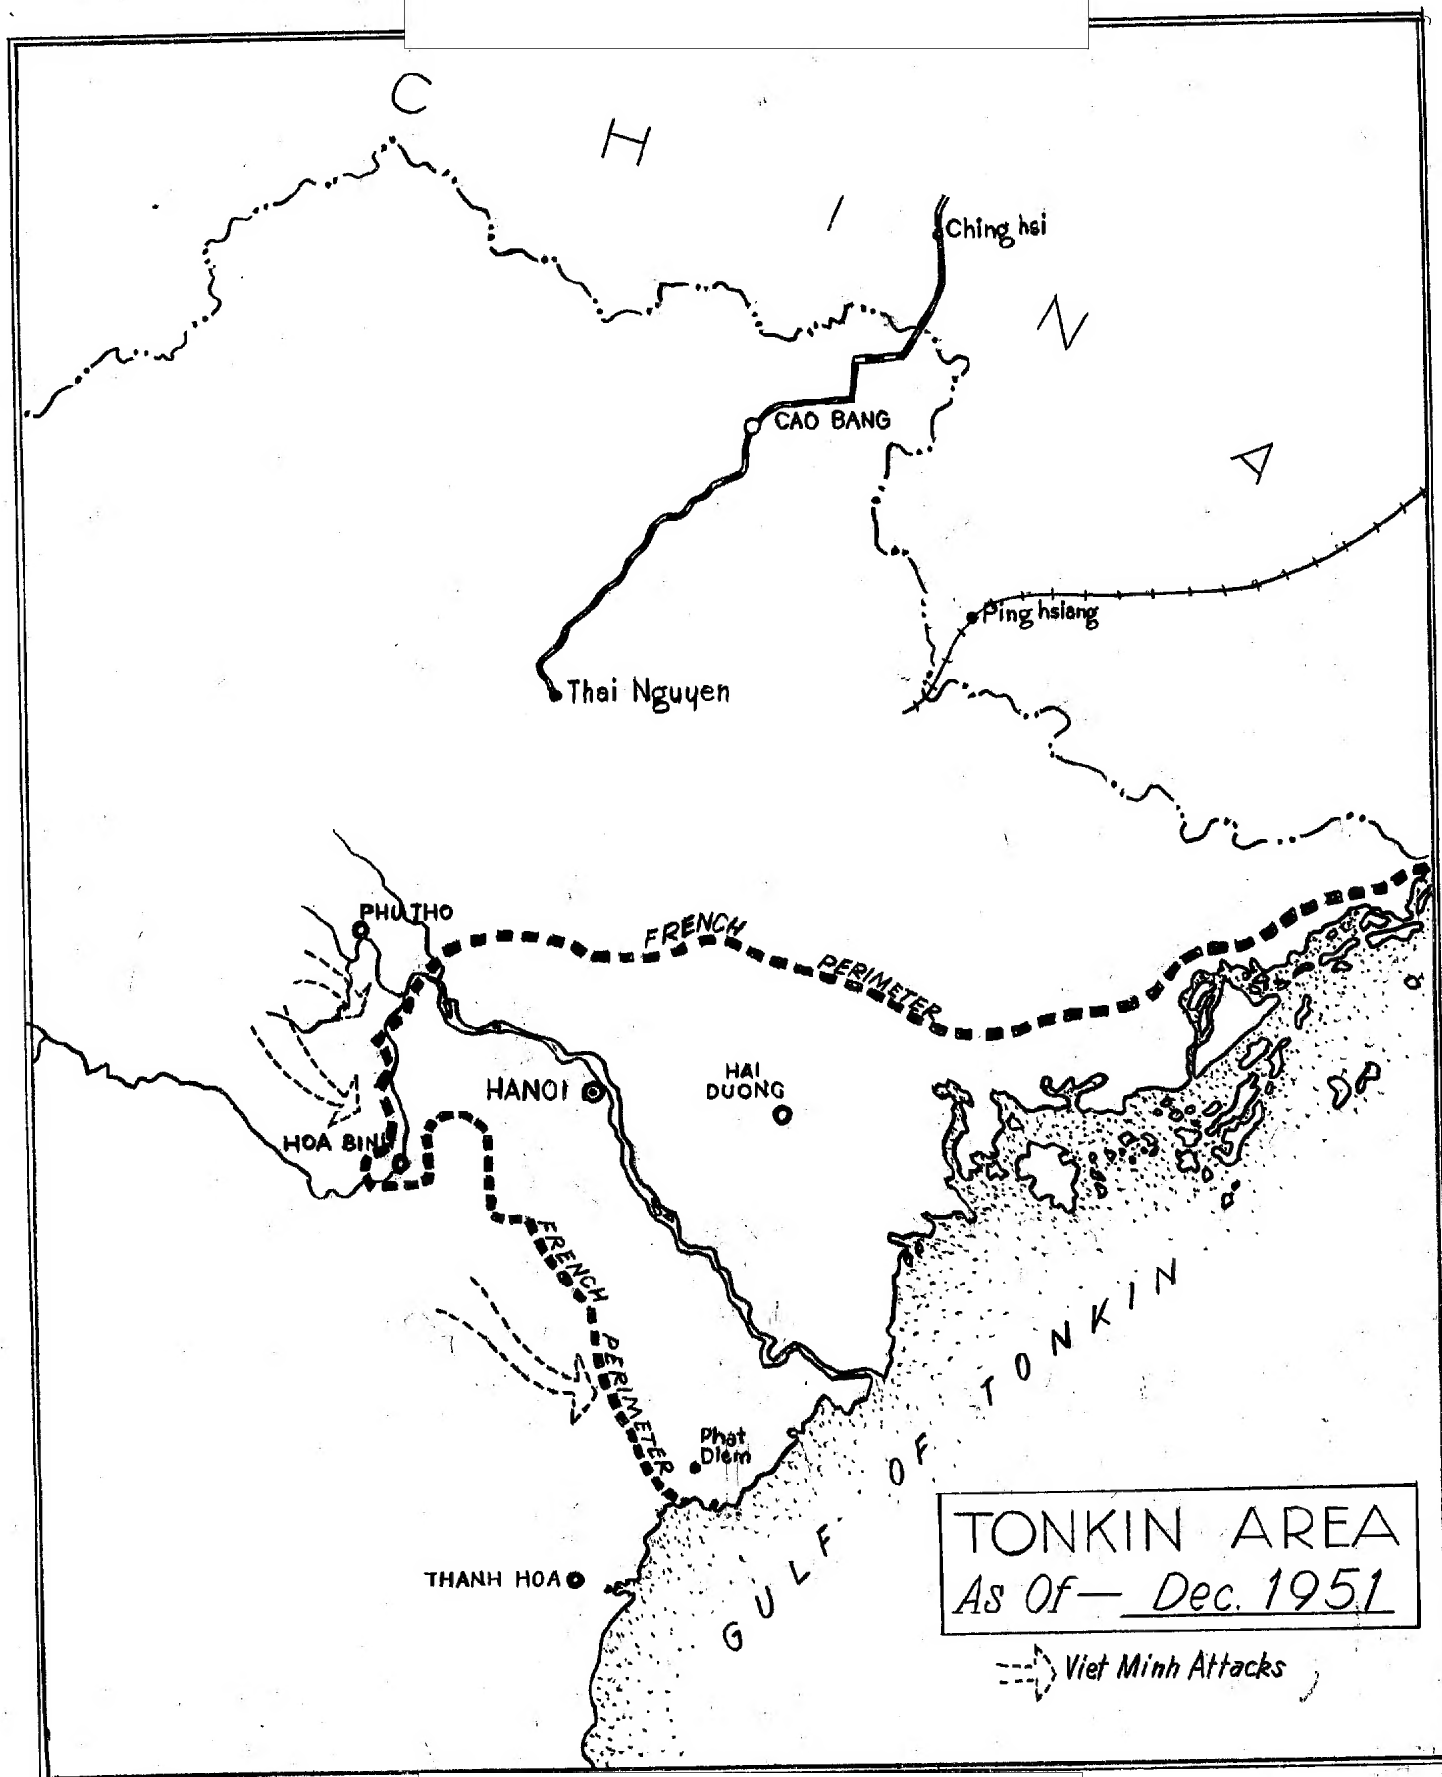 C H I N A
Ching hsi
CAO BANG
Ping hsiang
Thai Nguyen
PHU THO
FRENCH PERIMETER
HANOI
HAI
DUONG
HOA BINH
FRENCH PERIMETER
Phat
Diem
THANH HOA
GULF OF TONKIN
TONKIN AREA
As Of — Dec. 1951
Viet Minh Attacks